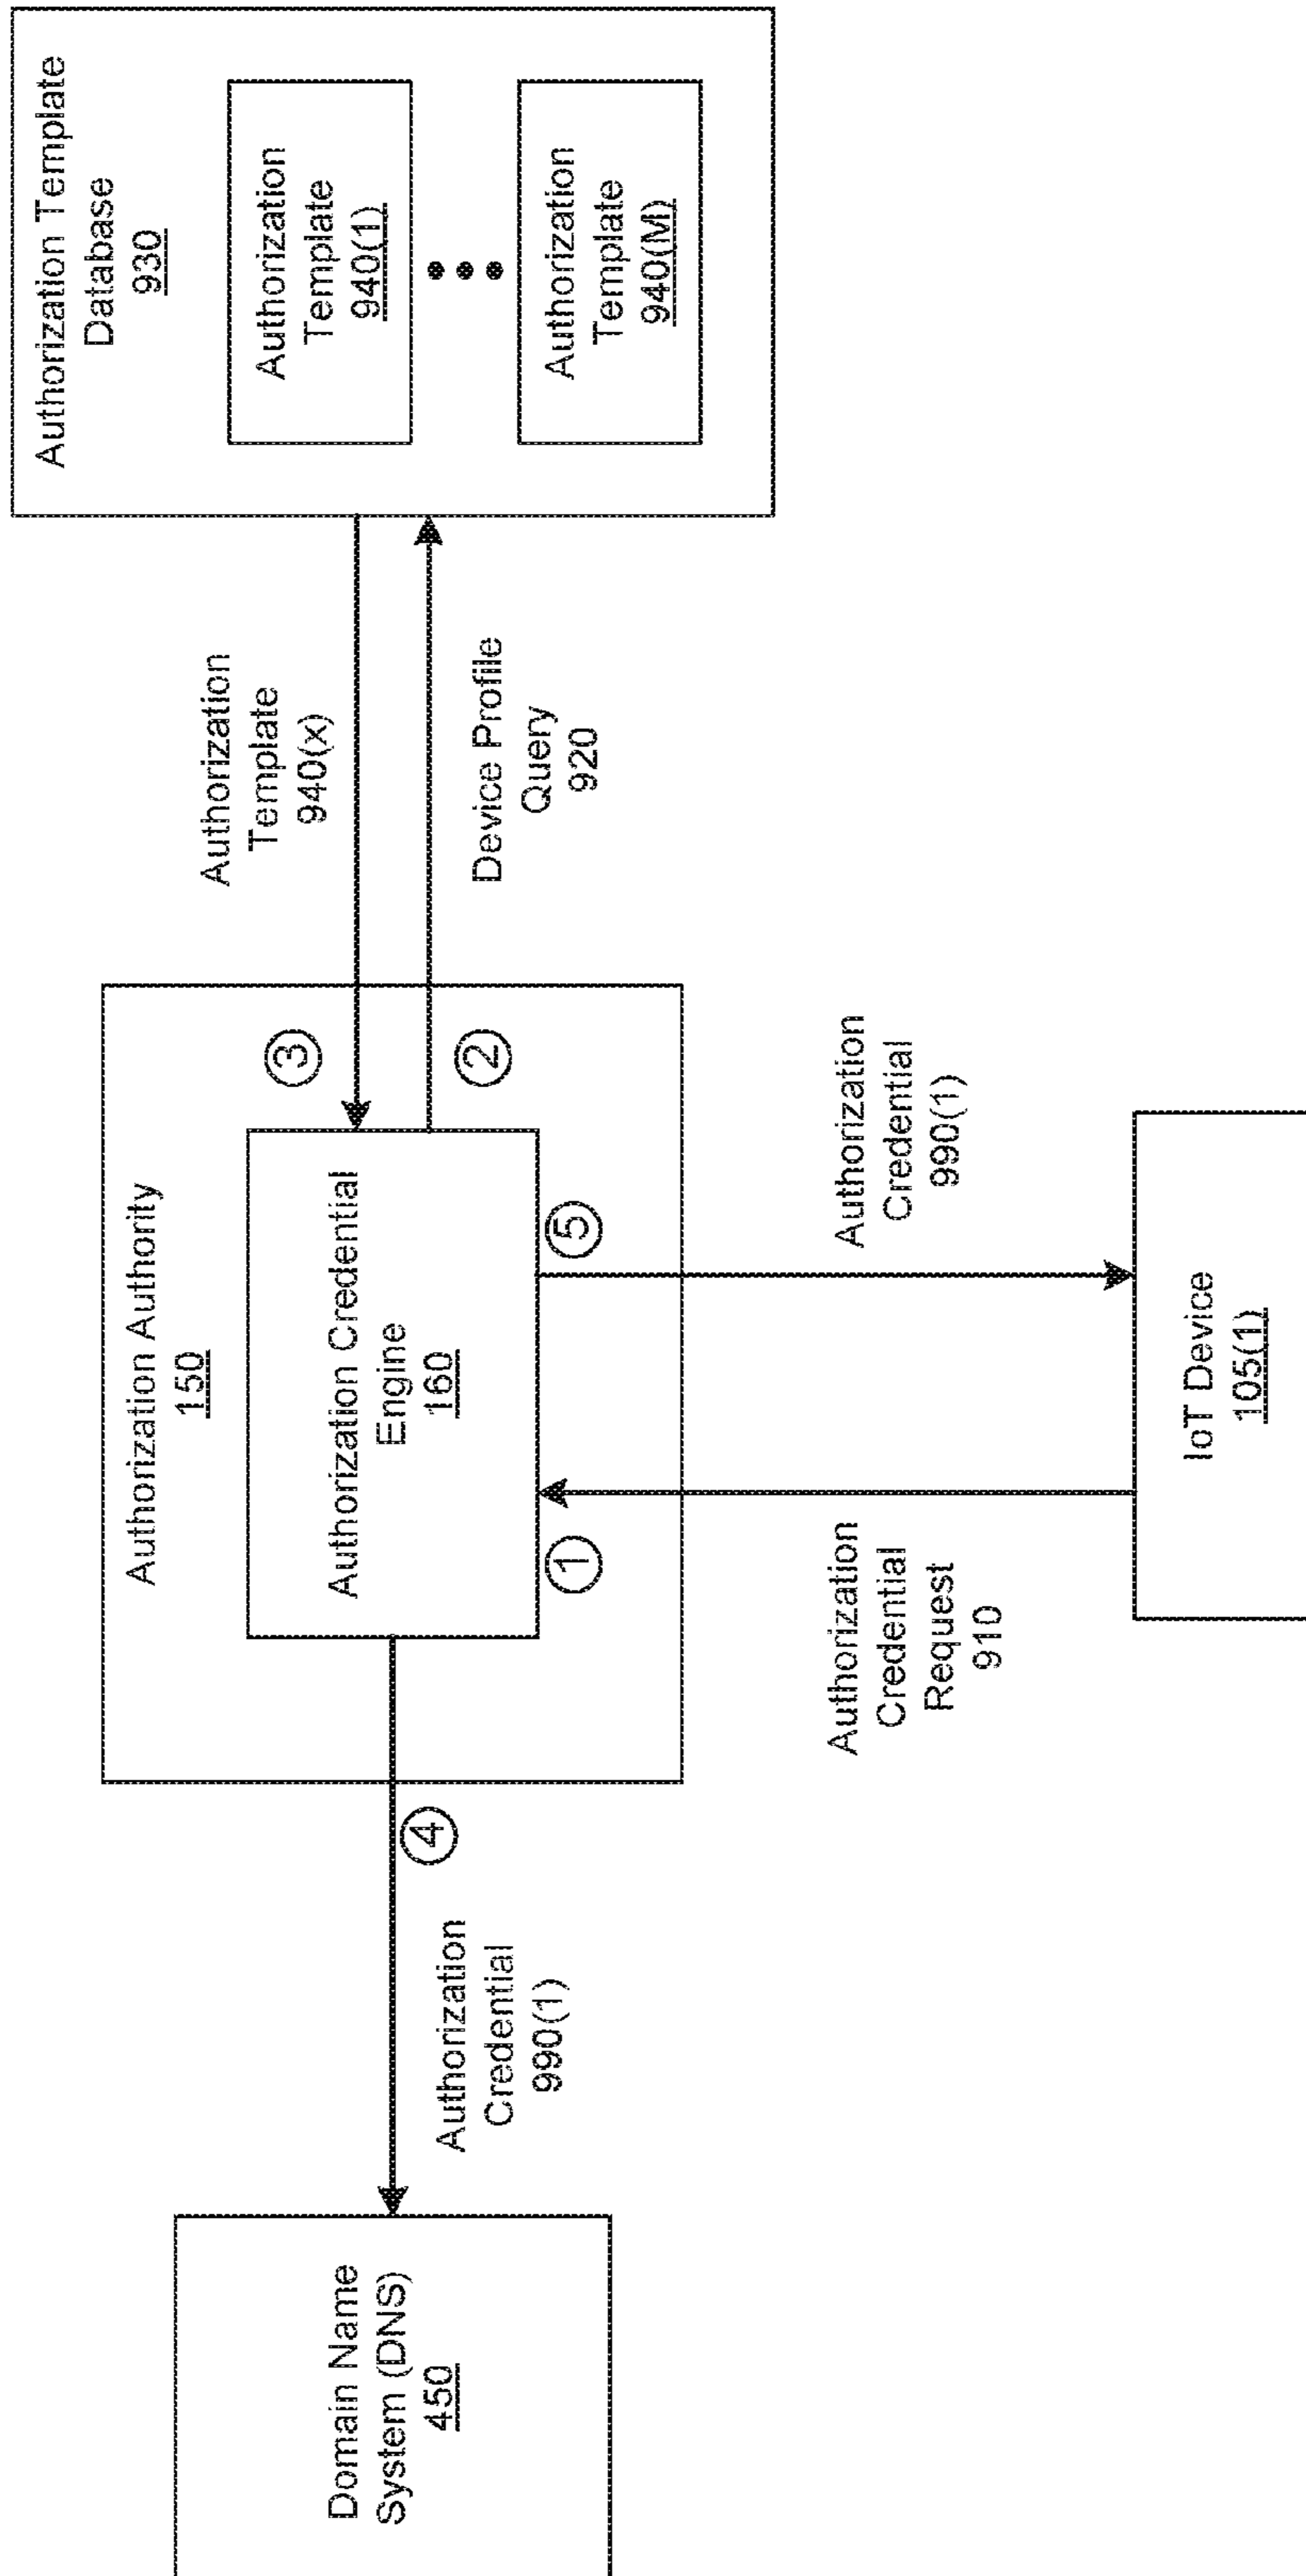 Domain Name
System (DNS)
450
Authorization
Credential
990(1)
4
Authorization Authority
150
Authorization Credential
Engine
160
1
5
3
2
Authorization
Credential
Request
910
Authorization
Credential
990(1)
IoT Device
105(1)
Authorization
Template
940(x)
Device Profile
Query
920
Authorization Template
Database
930
Authorization
Template
940(1)
Authorization
Template
940(M)